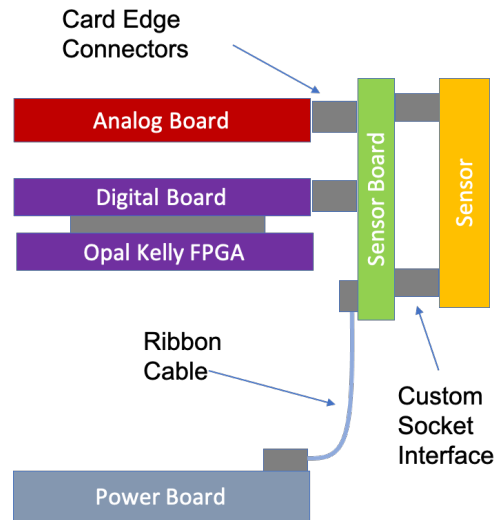 Card Edge
Connectors
Analog Board
Digital Board
Opal Kelly FPGA
Sensor Board
Sensor
Ribbon
Cable
Custom
Socket
Interface
Power Board